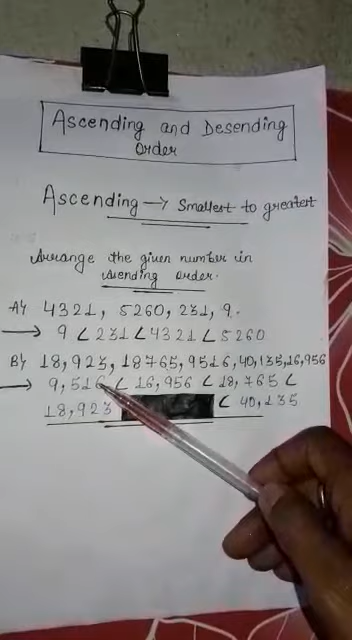 Ascending and Desending
Order
Ascending → Smallest to greatest
Arrange the given number in
Asending order.
A) 4321, 5260, 231, 9.
→ 9 < 231 < 4321 < 5260
B) 18,923, 18765, 9516, 40,135, 16,956
→ 9,516 < 16,956 < 18,765 <
18,923 < 40,135